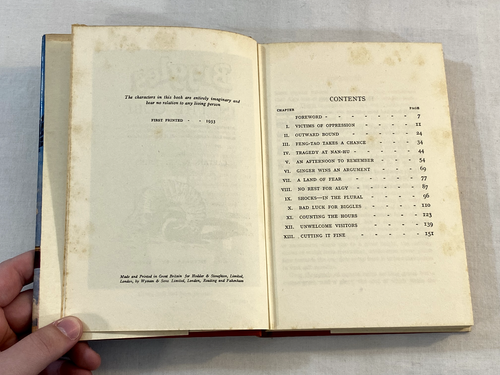 The characters in this book are entirely imaginary and
bear no relation to any living person
FIRST PRINTED - - 1953
Made and Printed in Great Britain for Hodder & Stoughton, Limited,
London, by Wyman & Sons Limited, London, Reading and Fakenham
CONTENTS
CHAPTER PAGE
FOREWORD - - - - - - 7
I. VICTIMS OF OPPRESSION - - - - 11
II. OUTWARD BOUND - - - - - 24
III. FENG-TAO TAKES A CHANCE - - - 34
IV. TRAGEDY AT NAN-HU - - - - 44
V. AN AFTERNOON TO REMEMBER - - - 54
VI. GINGER WINS AN ARGUMENT - - - 69
VII. A LAND OF FEAR - - - - - 77
VIII. NO REST FOR ALGY - - - - - 87
IX. SHOCKS—IN THE PLURAL - - - - 96
X. BAD LUCK FOR BIGGLES - - - - 110
XI. COUNTING THE HOURS - - - - 123
XII. UNWELCOME VISITORS - - - - 139
XIII. CUTTING IT FINE - - - - - 151